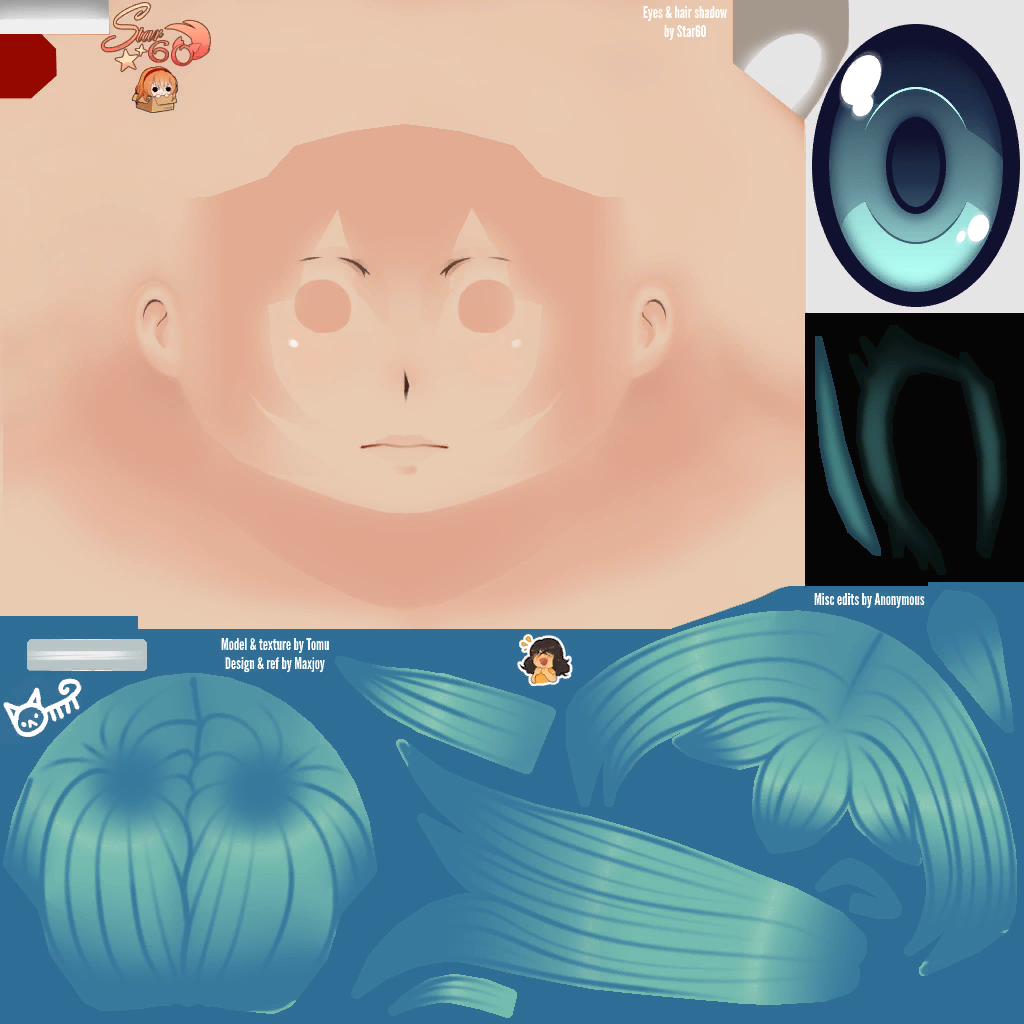 Star
60
Eyes & hair shadow
by Star60
Misc edits by Anonymous
Model & texture by Tomu
Design & ref by Maxjoy